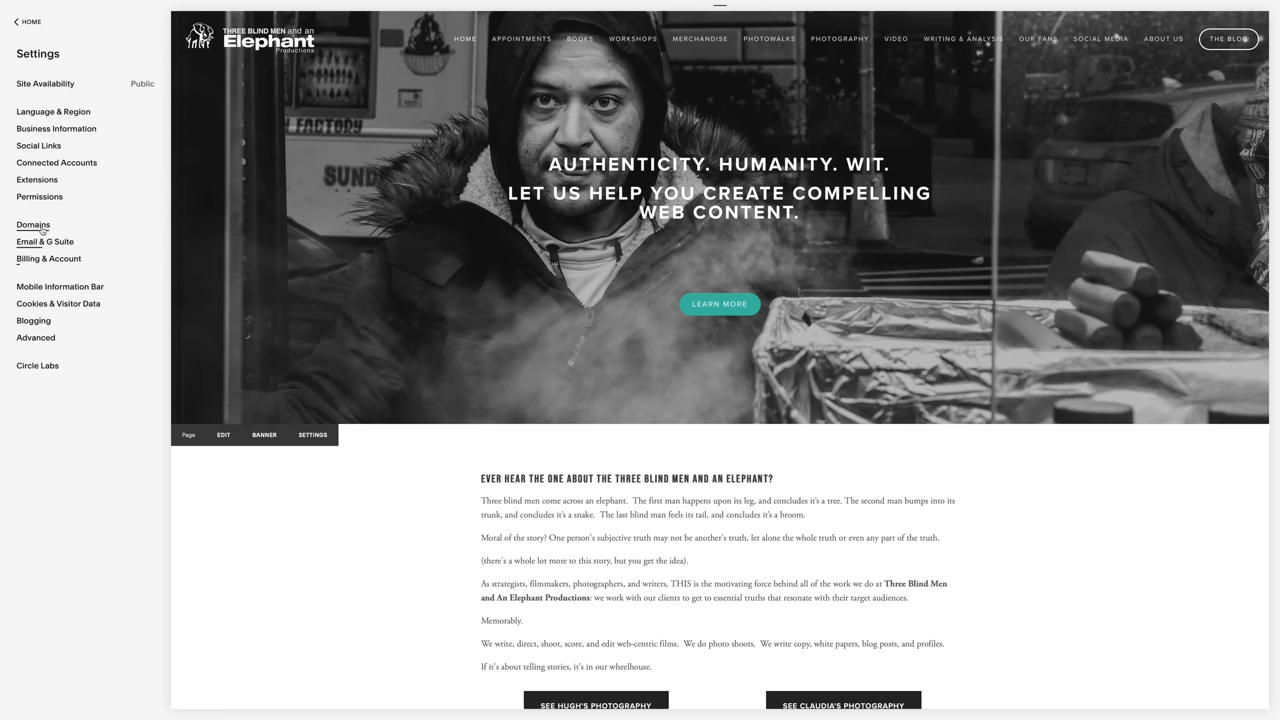 HOME
Settings
Site Availability Public
Language & Region
Business Information
Social Links
Connected Accounts
Extensions
Permissions
Domains
Email & G Suite
Billing & Account
Mobile Information Bar
Cookies & Visitor Data
Blogging
Advanced
Circle Labs
THREE BLIND MEN and an
Elephant
Productions
HOME APPOINTMENTS BOOKS WORKSHOPS MERCHANDISE PHOTOWALKS PHOTOGRAPHY VIDEO WRITING & ANALYSIS OUR FANS SOCIAL MEDIA ABOUT US THE BLOG
FACTORY
SUND
AUTHENTICITY. HUMANITY. WIT.
LET US HELP YOU CREATE COMPELLING
WEB CONTENT.
LEARN MORE
Page EDIT BANNER SETTINGS
EVER HEAR THE ONE ABOUT THE THREE BLIND MEN AND AN ELEPHANT?
Three blind men come across an elephant. The first man happens upon its leg, and concludes it's a tree. The second man bumps into its
trunk, and concludes it's a snake. The last blind man feels its tail, and concludes it's a broom.
Moral of the story? One person's subjective truth may not be another's truth, let alone the whole truth or even any part of the truth.
(there's a whole lot more to this story, but you get the idea).
As strategists, filmmakers, photographers, and writers, THIS is the motivating force behind all of the work we do at Three Blind Men
and An Elephant Productions: we work with our clients to get to essential truths that resonate with their target audiences.
Memorably.
We write, direct, shoot, score, and edit web-centric films. We do photo shoots. We write copy, white papers, blog posts, and profiles.
If it's about telling stories, it's in our wheelhouse.
SEE HUGH'S PHOTOGRAPHY SEE CLAUDIA'S PHOTOGRAPHY